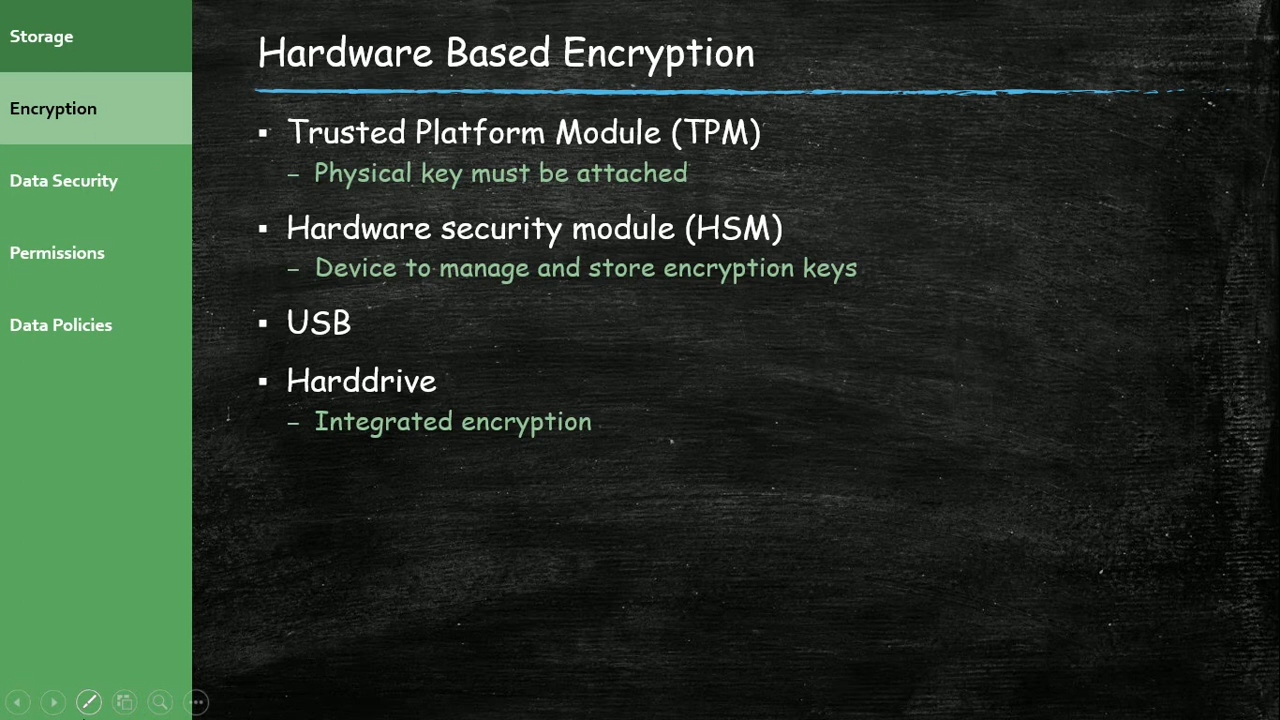 Storage
Encryption
Data Security
Permissions
Data Policies
Hardware Based Encryption
▪ Trusted Platform Module (TPM)
– Physical key must be attached
▪ Hardware security module (HSM)
– Device to manage and store encryption keys
▪ USB
▪ Harddrive
– Integrated encryption